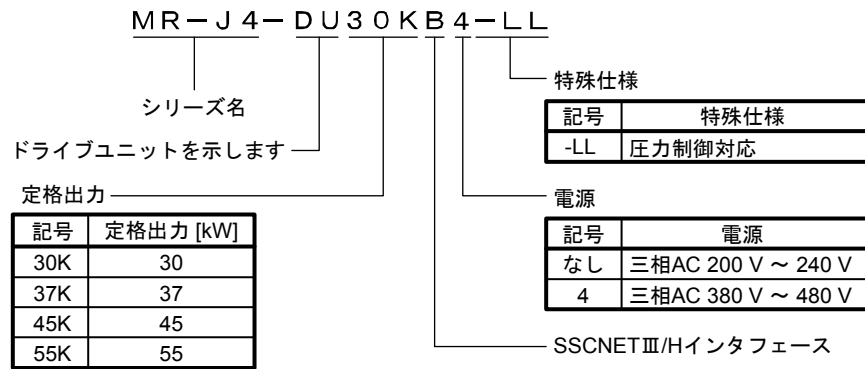 MR-J4-DU30KB4-LL
シリーズ名
ドライブユニットを示します
定格出力
記号 定格出力 [kW]
30K 30
37K 37
45K 45
55K 55
特殊仕様
記号 特殊仕様
-LL 圧力制御対応
電源
記号 電源
なし 三相AC 200 V ~ 240 V
4 三相AC 380 V ~ 480 V
SSCNETⅢ/Hインタフェース